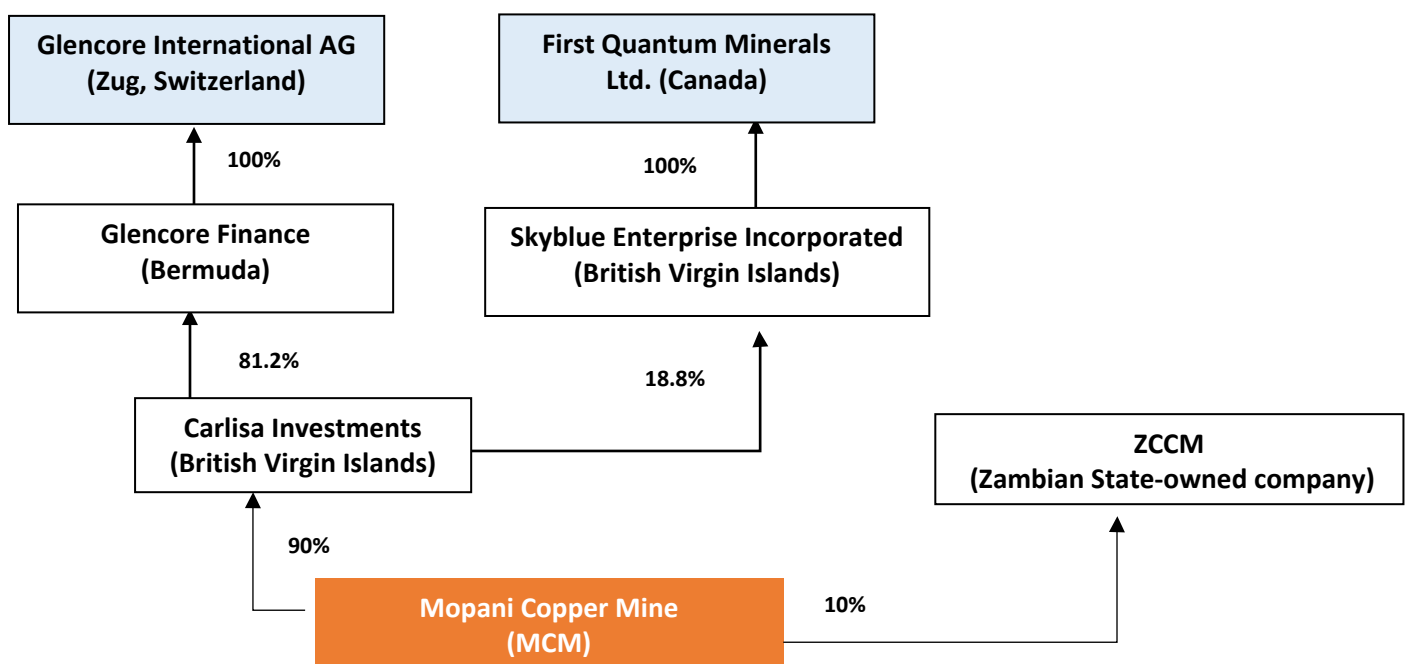 Glencore International AG
(Zug, Switzerland)
First Quantum Minerals
Ltd. (Canada)
100%
100%
Glencore Finance
(Bermuda)
Skyblue Enterprise Incorporated
(British Virgin Islands)
81.2%
18.8%
Carlisa Investments
(British Virgin Islands)
ZCCM
(Zambian State-owned company)
90%
Mopani Copper Mine
(MCM)
10%